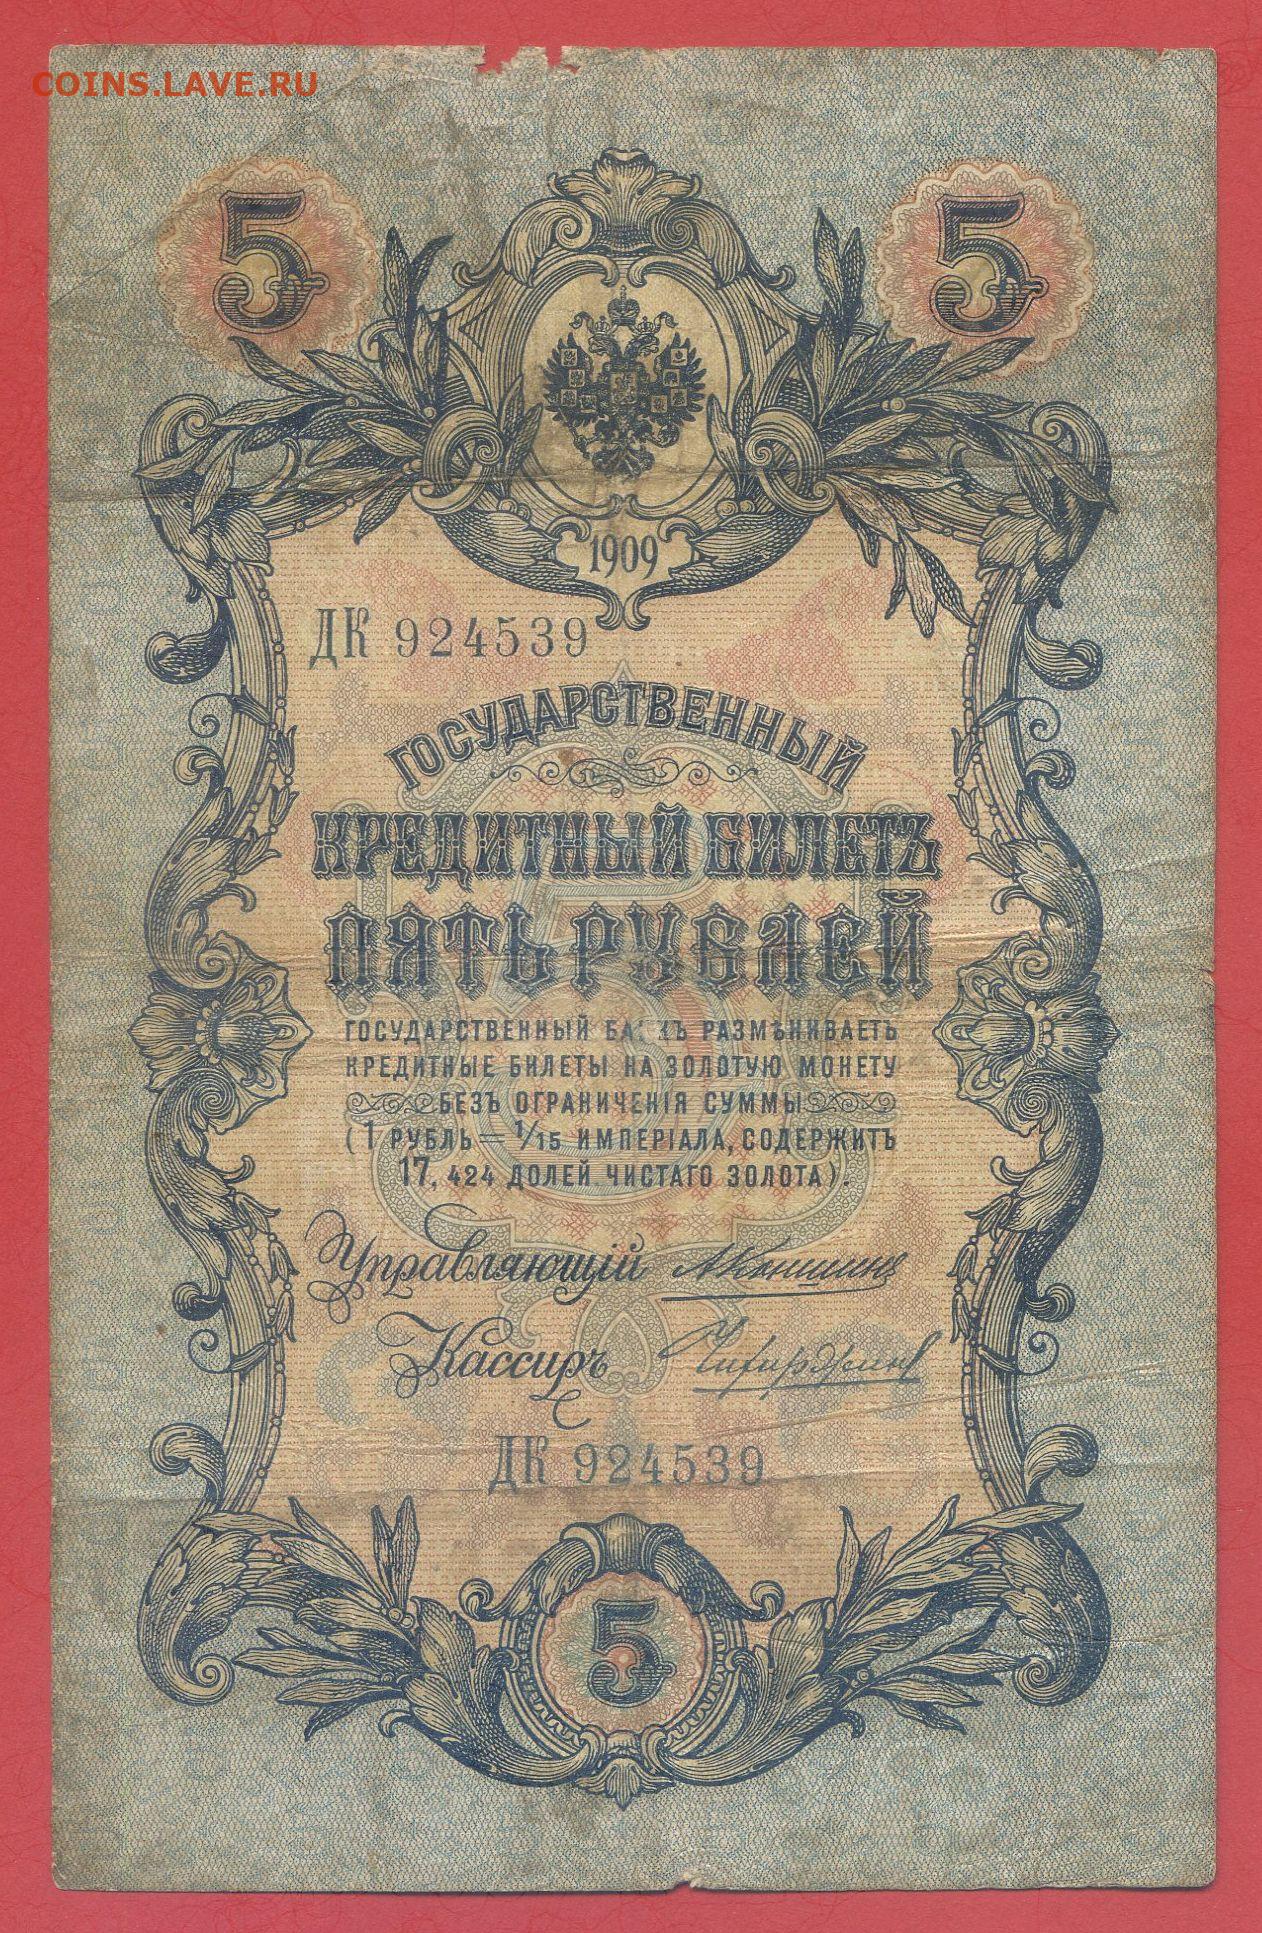 COINS.LAVE.RU
5 5
1909
ДК 924539
ГОСУДАРСТВЕННЫЙ
КРЕДИТНЫЙ БИЛЕТЪ
ПЯТЬ РУБЛЕЙ
ГОСУДАРСТВЕННЫЙ БАНКЪ РАЗМѢНИВАЕТЪ
КРЕДИТНЫЕ БИЛЕТЫ НА ЗОЛОТУЮ МОНЕТУ
БЕЗЪ ОГРАНИЧЕНІЯ СУММЫ
(1 РУБЛЬ = 1/15 ИМПЕРІАЛА, СОДЕРЖИТЪ
17, 424 ДОЛЕЙ ЧИСТАГО ЗОЛОТА).
Управляющій АКоншинъ
Кассиръ
ДК 924539
5